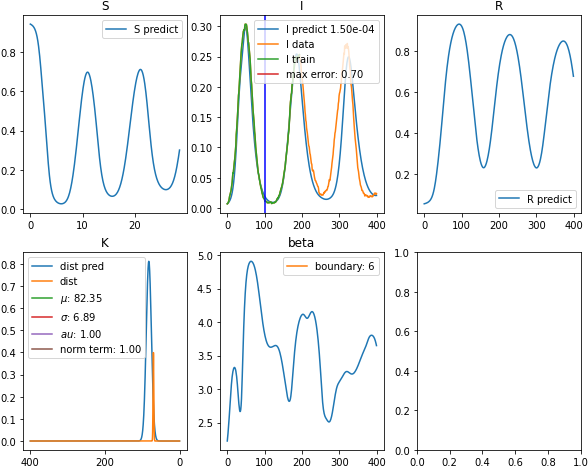 S
I
R
S predict
I predict 1.50e-04
I data
I train
max error: 0.70
R predict
0.8
0.6
0.4
0.2
0.0
0.30
0.25
0.20
0.15
0.10
0.05
0.00
0.8
0.6
0.4
0.2
0 10 20
0 100 200 300 400
0 100 200 300 400
K
beta
dist pred
dist
μ: 82.35
σ: 6.89
au: 1.00
norm term: 1.00
boundary: 6
0.8
0.7
0.6
0.5
0.4
0.3
0.2
0.1
0.0
5.0
4.5
4.0
3.5
3.0
2.5
1.0
0.8
0.6
0.4
0.2
0.0
400 200 0
0 100 200 300 400
0.0 0.2 0.4 0.6 0.8 1.0